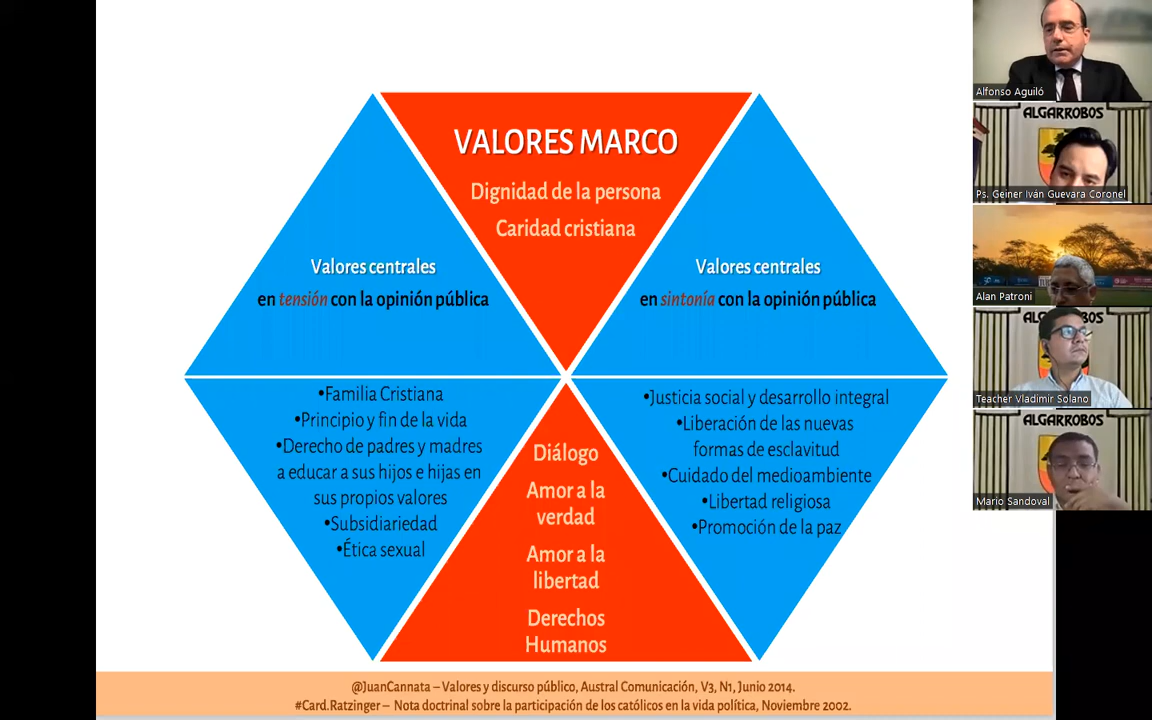 VALORES MARCO
Dignidad de la persona
Caridad cristiana
Valores centrales
en tensión con la opinión pública
Valores centrales
en sintonía con la opinión pública
•Familia Cristiana
•Principio y fin de la vida
•Derecho de padres y madres
a educar a sus hijos e hijas en
sus propios valores
•Subsidiariedad
•Ética sexual
Diálogo
Amor a la
verdad
Amor a la
libertad
Derechos
Humanos
•Justicia social y desarrollo integral
•Liberación de las nuevas
formas de esclavitud
•Cuidado del medioambiente
•Libertad religiosa
•Promoción de la paz
@JuanCannata – Valores y discurso público, Austral Comunicación, V3, N1, Junio 2014.
#Card.Ratzinger – Nota doctrinal sobre la participación de los católicos en la vida política, Noviembre 2002.
Alfonso Aguiló
ALGARROBOS
Ps. Geiner Iván Guevara Coronel
Alan Patroni
ALGARROBOS
Teacher Vladimir Solano
ALGARROBOS
Mario Sandoval